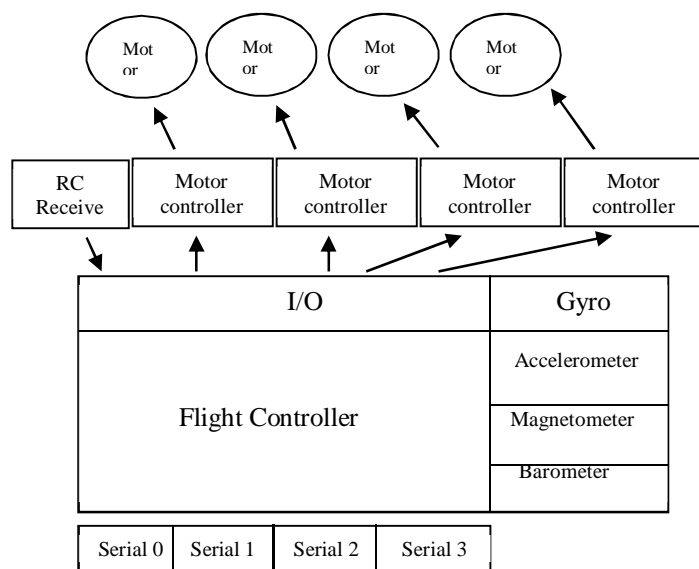 Mot
or
Mot
or
Mot
or
Mot
or
RC
Receive
Motor
controller
Motor
controller
Motor
controller
Motor
controller
I/O
Gyro
Flight Controller
Accelerometer
Magnetometer
Barometer
Serial 0
Serial 1
Serial 2
Serial 3